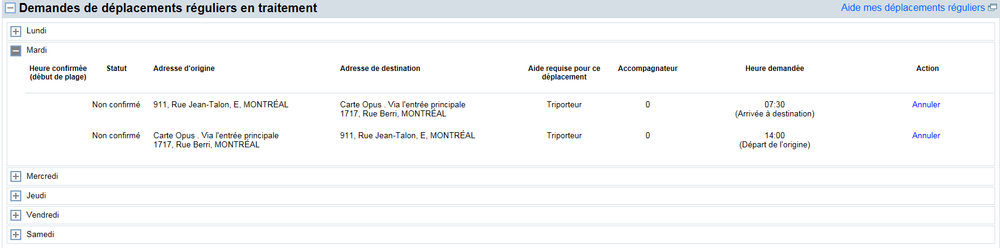 Demandes de déplacements réguliers en traitement
Aide mes déplacements réguliers
Lundi
Mardi
Heure confirmée (début de plage)
Statut
Adresse d'origine
Adresse de destination
Aide requise pour ce déplacement
Accompagnateur
Heure demandée
Action
Non confirmé
911, Rue Jean-Talon, E, MONTRÉAL
Carte Opus . Via l'entrée principale
1717, Rue Berri, MONTRÉAL
Triporteur
0
07:30
(Arrivée à destination)
Annuler
Non confirmé
Carte Opus . Via l'entrée principale
1717, Rue Berri, MONTRÉAL
911, Rue Jean-Talon, E, MONTRÉAL
Triporteur
0
14:00
(Départ de l'origine)
Annuler
Mercredi
Jeudi
Vendredi
Samedi